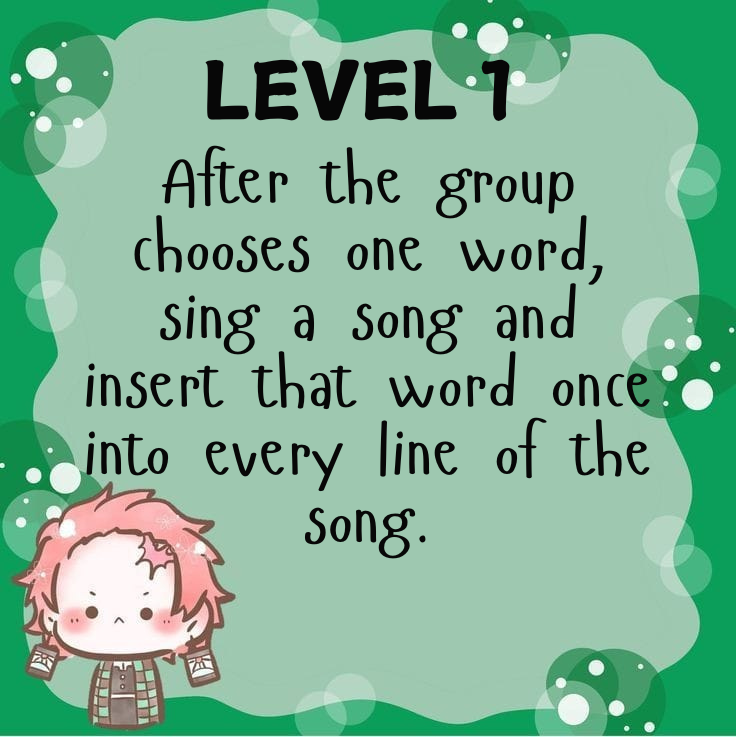 LEVEL 1
After the group
chooses one word,
sing a song and
insert that word once
into every line of the
song.